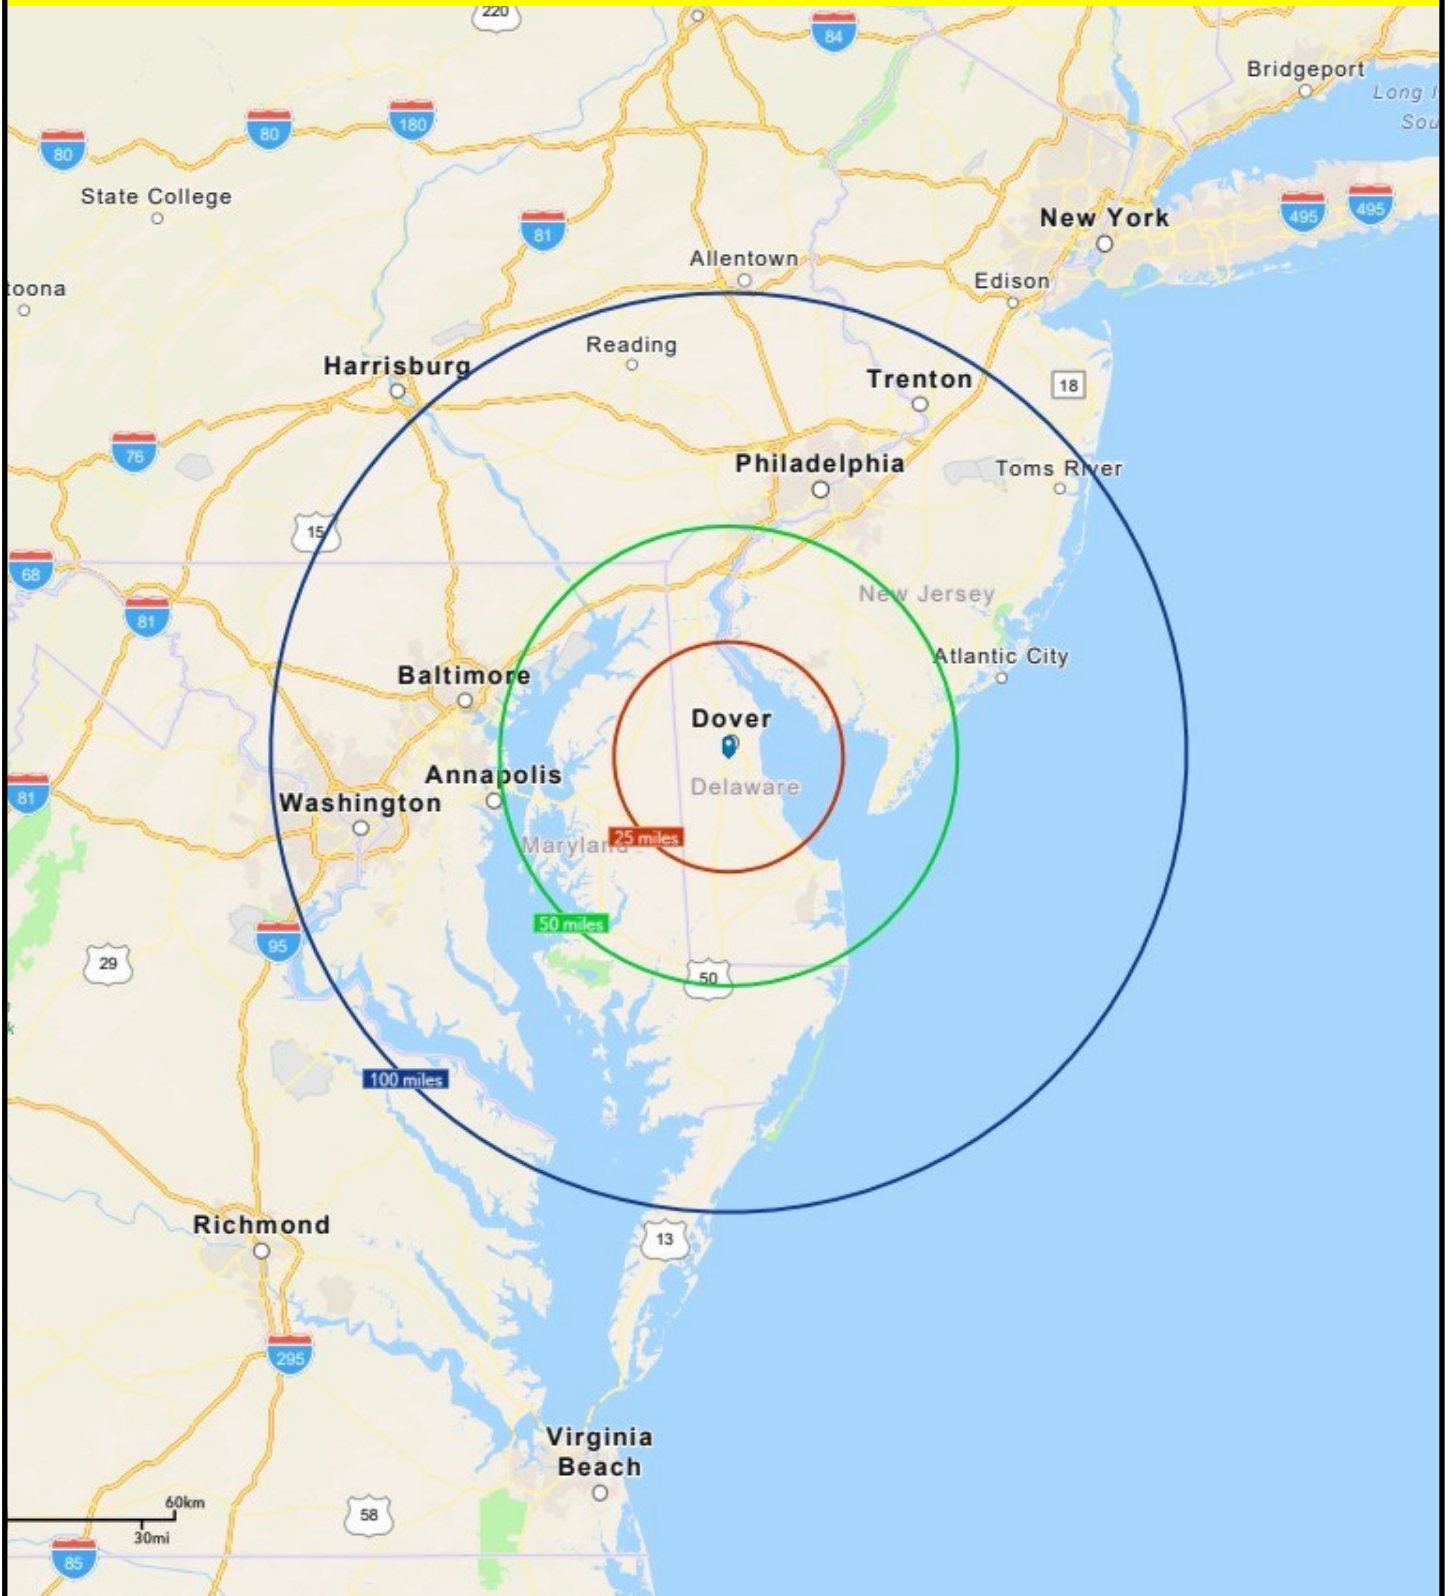 220
84
Bridgeport
Long I
Sou
80
80
180
State College
495
495
New York
81
Allentown
Edison
toona
Reading
Harrisburg
Trenton
18
76
Philadelphia
Toms River
15
68
New Jersey
81
Atlantic City
Baltimore
Dover
Annapolis
Delaware
81
Washington
25 miles
Maryland
50 miles
95
29
50
k
100 miles
Richmond
13
295
Virginia
Beach
60km
58
30mi
85